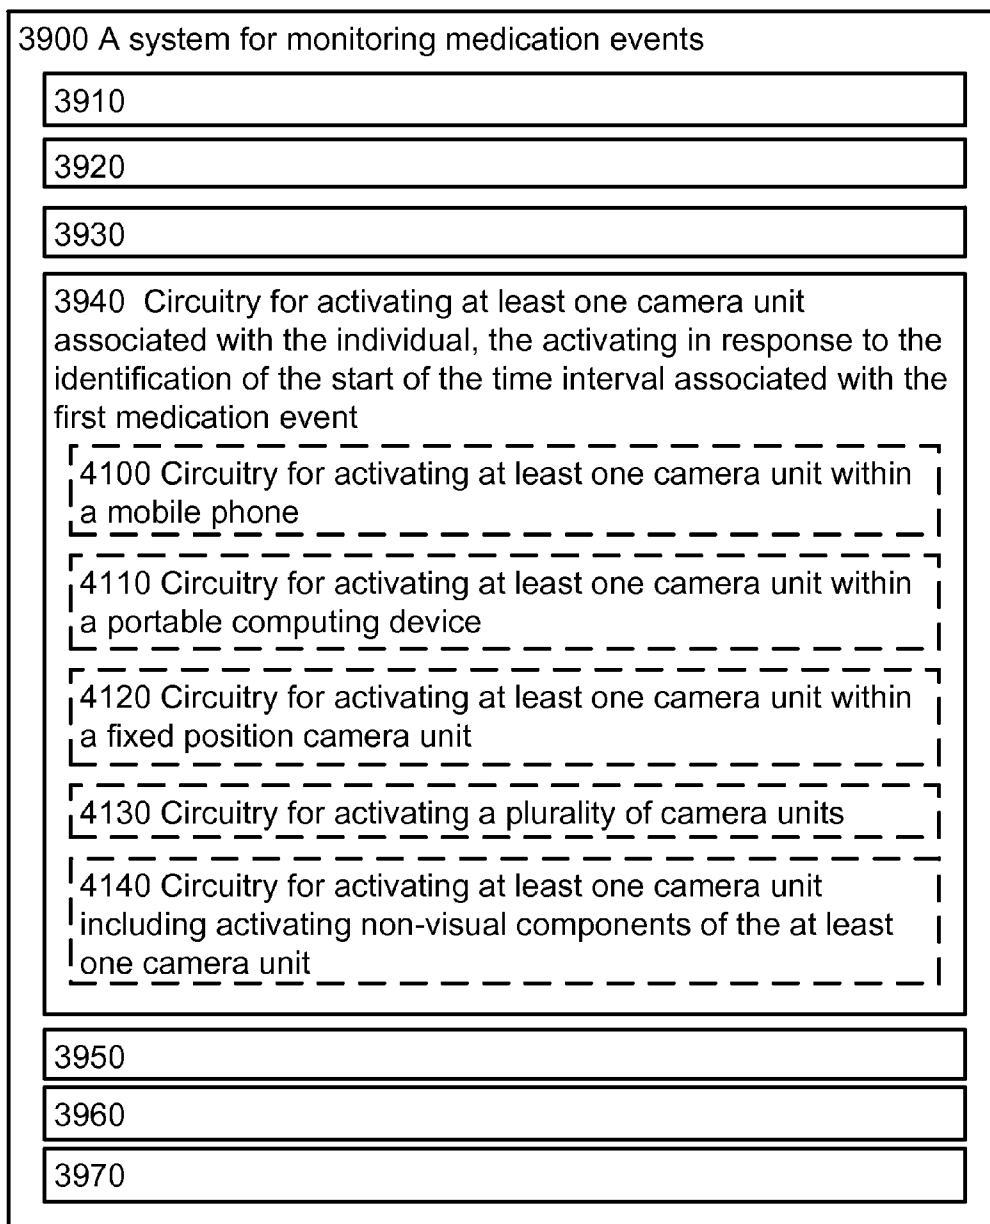 3900 A system for monitoring medication events
3910
3920
3930
3940  Circuitry for activating at least one camera unit
associated with the individual, the activating in response to the
identification of the start of the time interval associated with the
first medication event
4100 Circuitry for activating at least one camera unit within
a mobile phone
4110 Circuitry for activating at least one camera unit within
a portable computing device
4120 Circuitry for activating at least one camera unit within
a fixed position camera unit
4130 Circuitry for activating a plurality of camera units
4140 Circuitry for activating at least one camera unit
including activating non-visual components of the at least
one camera unit
3950
3960
3970